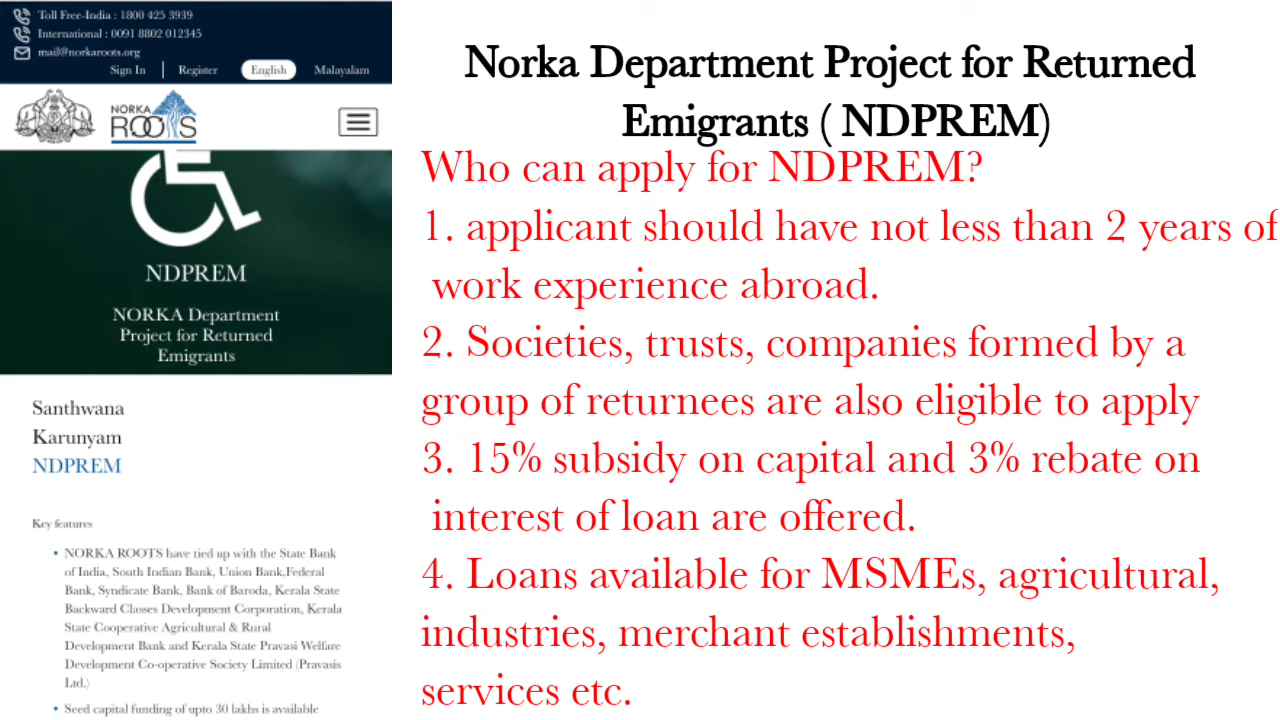 Toll Free-India : 1800 425 3939
International : 0091 8802 012345
mail@norkaroots.org
Sign In Register English Malayalam
NORKA
ROOTS
NDPREM
NORKA Department
Project for Returned
Emigrants
Santhwana
Karunyam
NDPREM
Key features
• NORKA ROOTS have tied up with the State Bank
of India, South Indian Bank, Union Bank,Federal
Bank, Syndicate Bank, Bank of Baroda, Kerala State
Backward Classes Development Corporation, Kerala
State Cooperative Agricultural & Rural
Development Bank and Kerala State Pravasi Welfare
Development Co-operative Society Limited (Pravasis
Ltd.)
• Seed capital funding of upto 30 lakhs is available
Norka Department Project for Returned
Emigrants ( NDPREM)
Who can apply for NDPREM?
1. applicant should have not less than 2 years of
work experience abroad.
2. Societies, trusts, companies formed by a
group of returnees are also eligible to apply
3. 15% subsidy on capital and 3% rebate on
interest of loan are offered.
4. Loans available for MSMEs, agricultural,
industries, merchant establishments,
services etc.